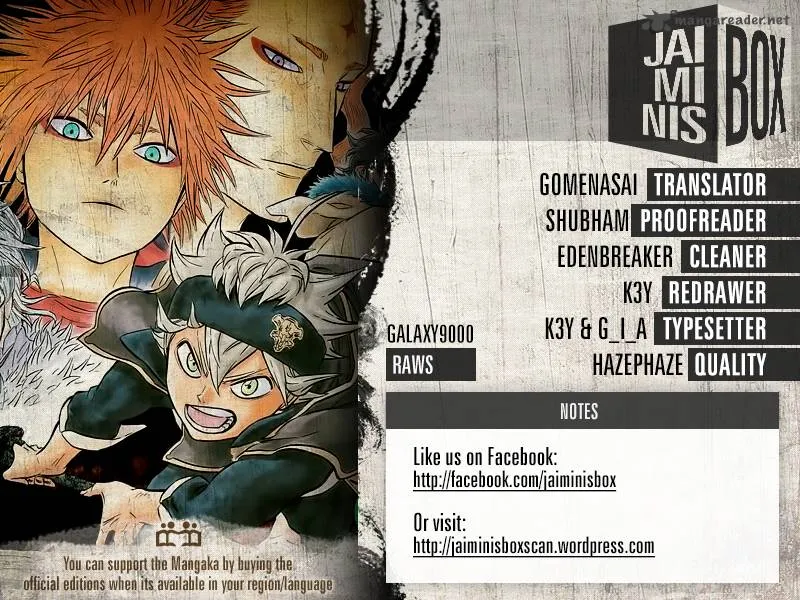 mangareader.net
JAI
MI
NIS
BOX
GOMENASAI TRANSLATOR
SHUBHAM PROOFREADER
EDENBREAKER CLEANER
K3Y REDRAWER
K3Y & G_I_A TYPESETTER
HAZEPHAZE QUALITY
GALAXY9000
RAWS
NOTES
Like us on Facebook:
http://facebook.com/jaiminisbox
Or visit:
http://jaiminisboxscan.wordpress.com
You can support the Mangaka by buying the
official editions when its available in your region/language